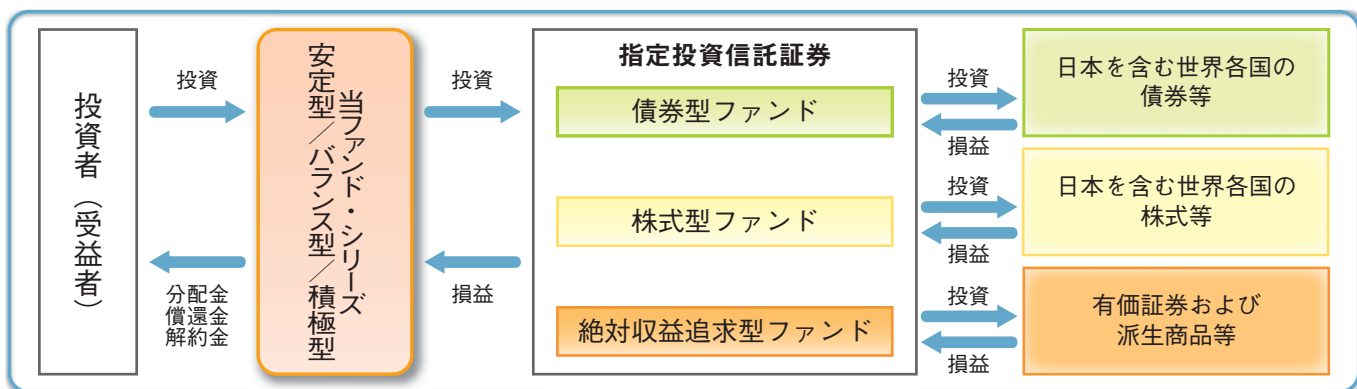 投資者（受益者）
投資
分配金
償還金
解約金
当ファンド・シリーズ
安定型／バランス型／積極型
投資
損益
指定投資信託証券
債券型ファンド
株式型ファンド
絶対収益追求型ファンド
投資
損益
日本を含む世界各国の
債券等
投資
損益
日本を含む世界各国の
株式等
投資
損益
有価証券および
派生商品等